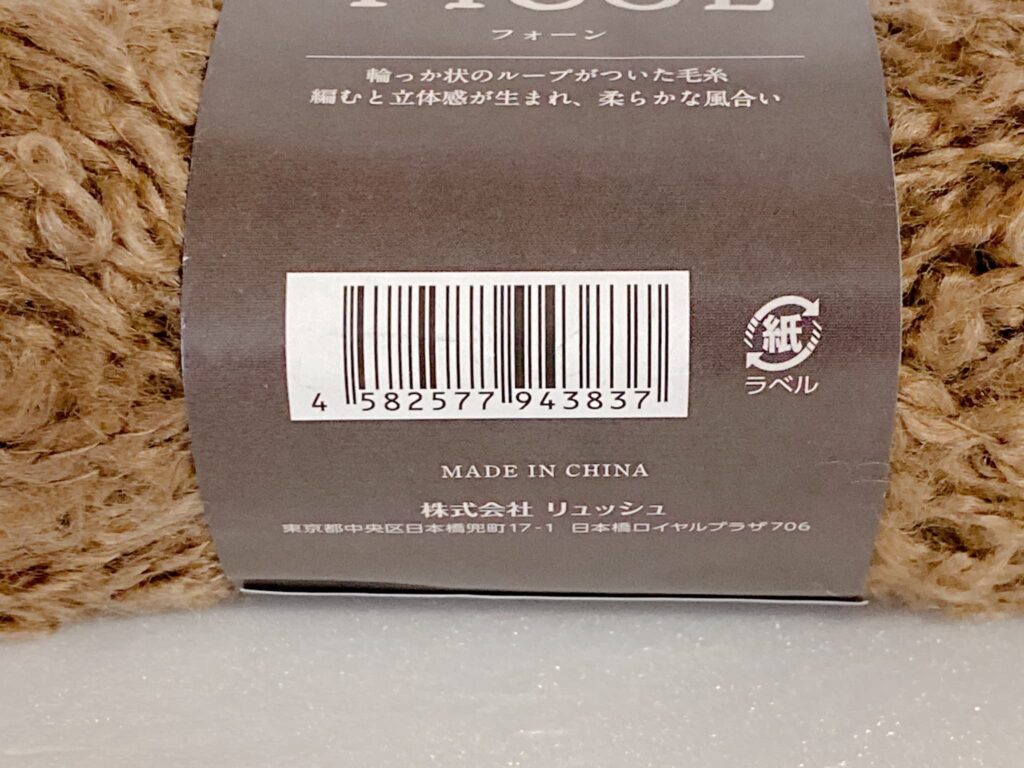 フォーン
輪っか状のループがついた毛糸
編むと立体感が生まれ、柔らかな風合い
4 582577 943837
紙
ラベル
MADE IN CHINA
株式会社 リュッシュ
東京都中央区日本橋兜町17-1 日本橋ロイヤルプラザ706